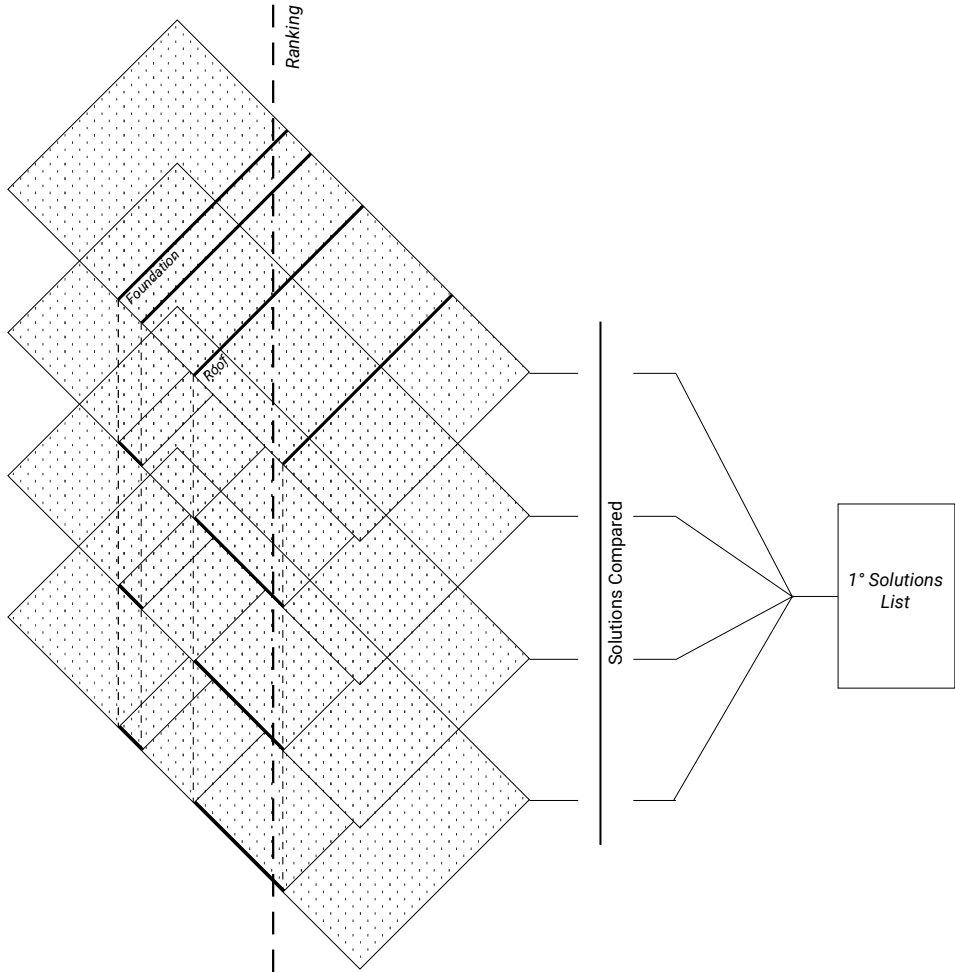 Ranking
Foundation
Roof
Solutions Compared
1° Solutions
List